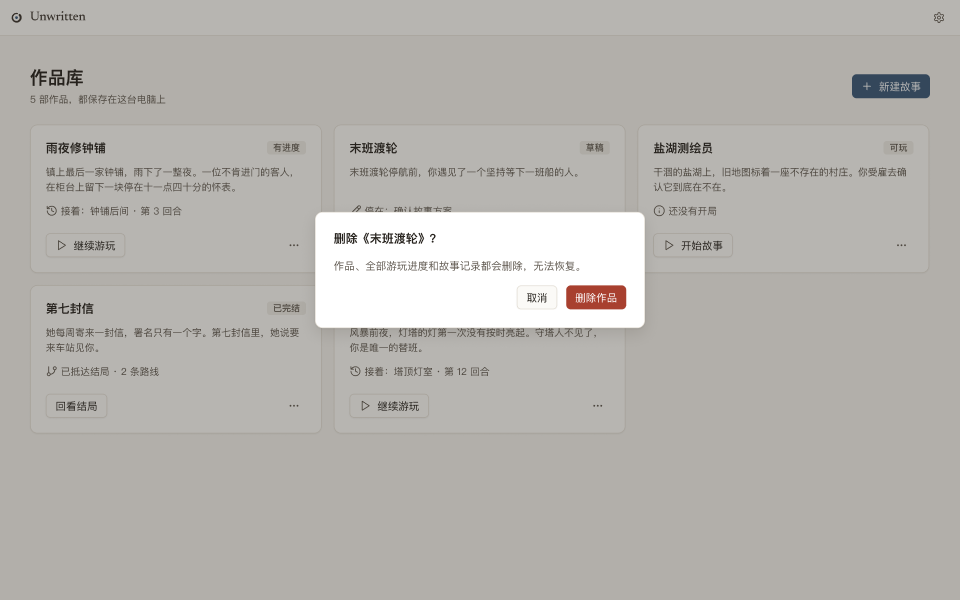 Unwritten
作品库
5 部作品，都保存在这台电脑上
+ 新建故事
雨夜修钟铺
有进度
镇上最后一家钟铺，雨下了一整夜。一位不肯进门的客人，
在柜台上留下一块停在十一点四十分的怀表。
接着：钟铺后间 · 第 3 回合
继续游玩
末班渡轮
草稿
末班渡轮停航前，你遇见了一个坚持等下一班船的人。
停在：确认故事方案
盐湖测绘员
可玩
干涸的盐湖上，旧地图标着一座不存在的村庄。你受雇去确
认它到底在不在。
还没有开局
开始故事
删除《末班渡轮》？
作品、全部游玩进度和故事记录都会删除，无法恢复。
取消
删除作品
第七封信
已完结
她每周寄来一封信，署名只有一个字。第七封信里，她说要
来车站见你。
已抵达结局 · 2 条路线
回看结局
风暴前夜，灯塔的灯第一次没有按时亮起。守塔人不见了，
你是唯一的替班。
接着：塔顶灯室 · 第 12 回合
继续游玩